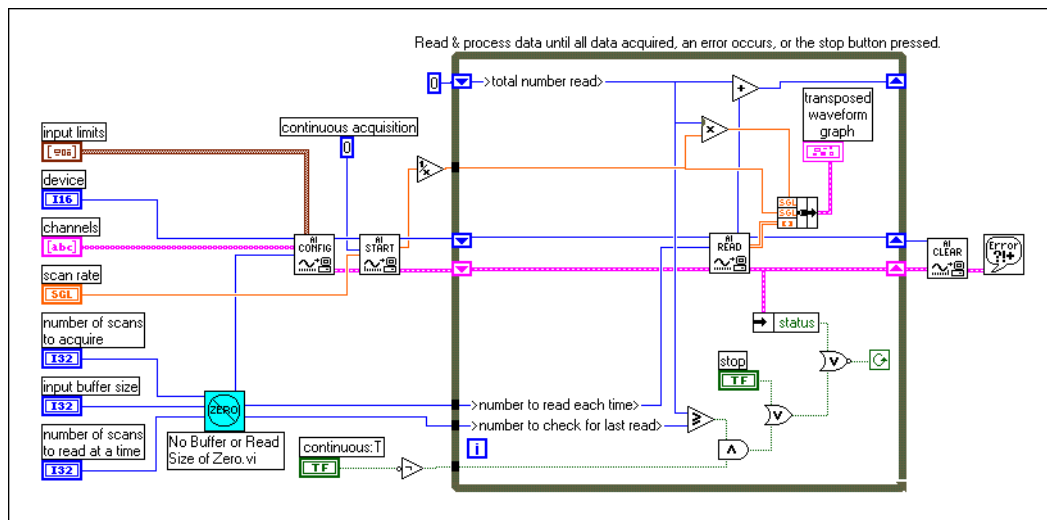 Read & process data until all data acquired, an error occurs, or the stop button pressed.
0
>total number read>
+
transposed
waveform
graph
input limits
continuous acquisition
0
x
1/x
device
I16
SGL
SGL
channels
[abc]
AI
CONFIG
AI
START
AI
READ
AI
CLEAR
Error
?!+
scan rate
SGL
number of scans
to acquire
I32
status
V
stop
TF
V
input buffer size
I32
ZERO
>number to read each time>
>number to check for last read>
≥
number of scans
to read at a time
I32
No Buffer or Read
Size of Zero.vi
continuous:T
TF
¬
i
Λ